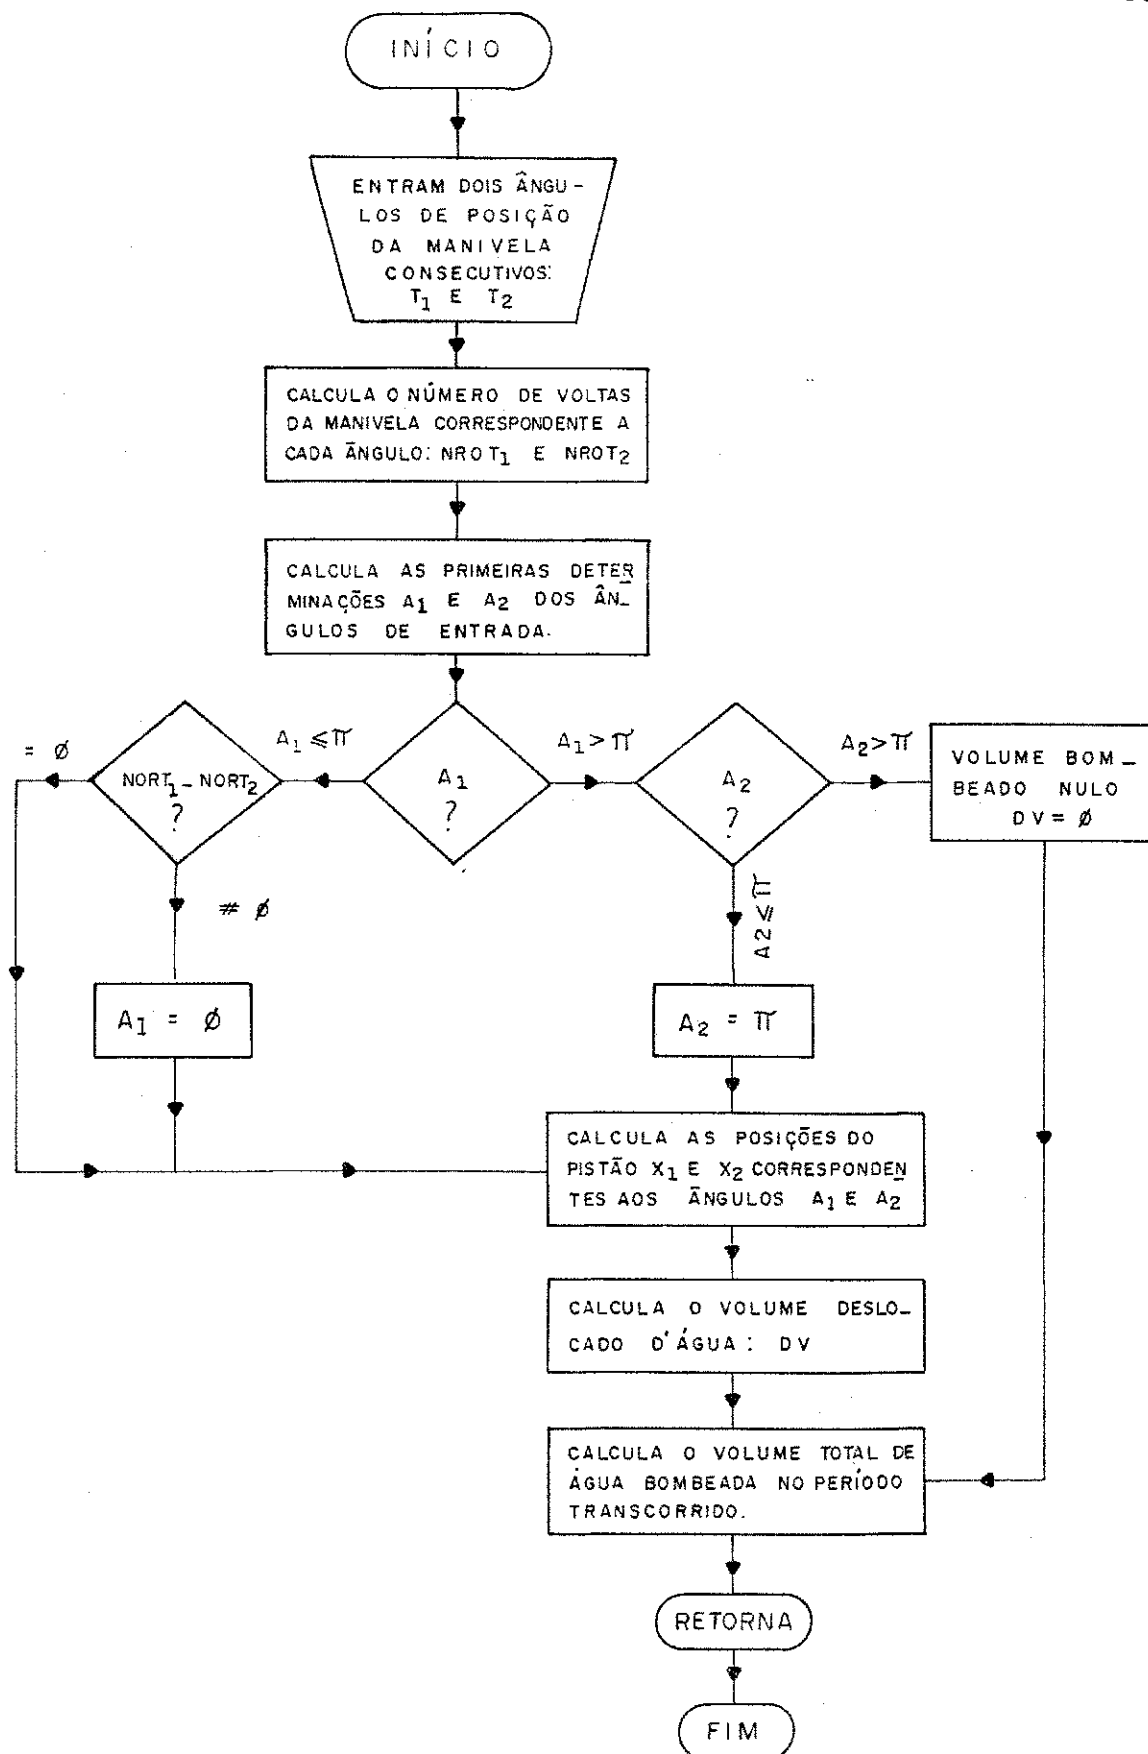 INÍCIO
ENTRAM DOIS ÂNGU-
LOS DE POSIÇÃO
DA MANIVELA
CONSECUTIVOS:
T1 E T2
CALCULA O NÚMERO DE VOLTAS
DA MANIVELA CORRESPONDENTE A
CADA ÂNGULO: NROT1 E NROT2
CALCULA AS PRIMEIRAS DETER
MINAÇÕES A1 E A2 DOS ÂN-
GULOS DE ENTRADA.
= Ø
NORT1 - NORT2
?
A1 ⩽ π
A1
?
A1 > π
A2
?
A2 > π
VOLUME BOM-
BEADO NULO
DV = Ø
# Ø
A2 ⩽ π
A1 = Ø
A2 = π
CALCULA AS POSIÇÕES DO
PISTÃO X1 E X2 CORRESPONDEN
TES AOS ÂNGULOS A1 E A2
CALCULA O VOLUME DESLO-
CADO D'ÁGUA: DV
CALCULA O VOLUME TOTAL DE
ÁGUA BOMBEADA NO PERÍODO
TRANSCORRIDO.
RETORNA
FIM